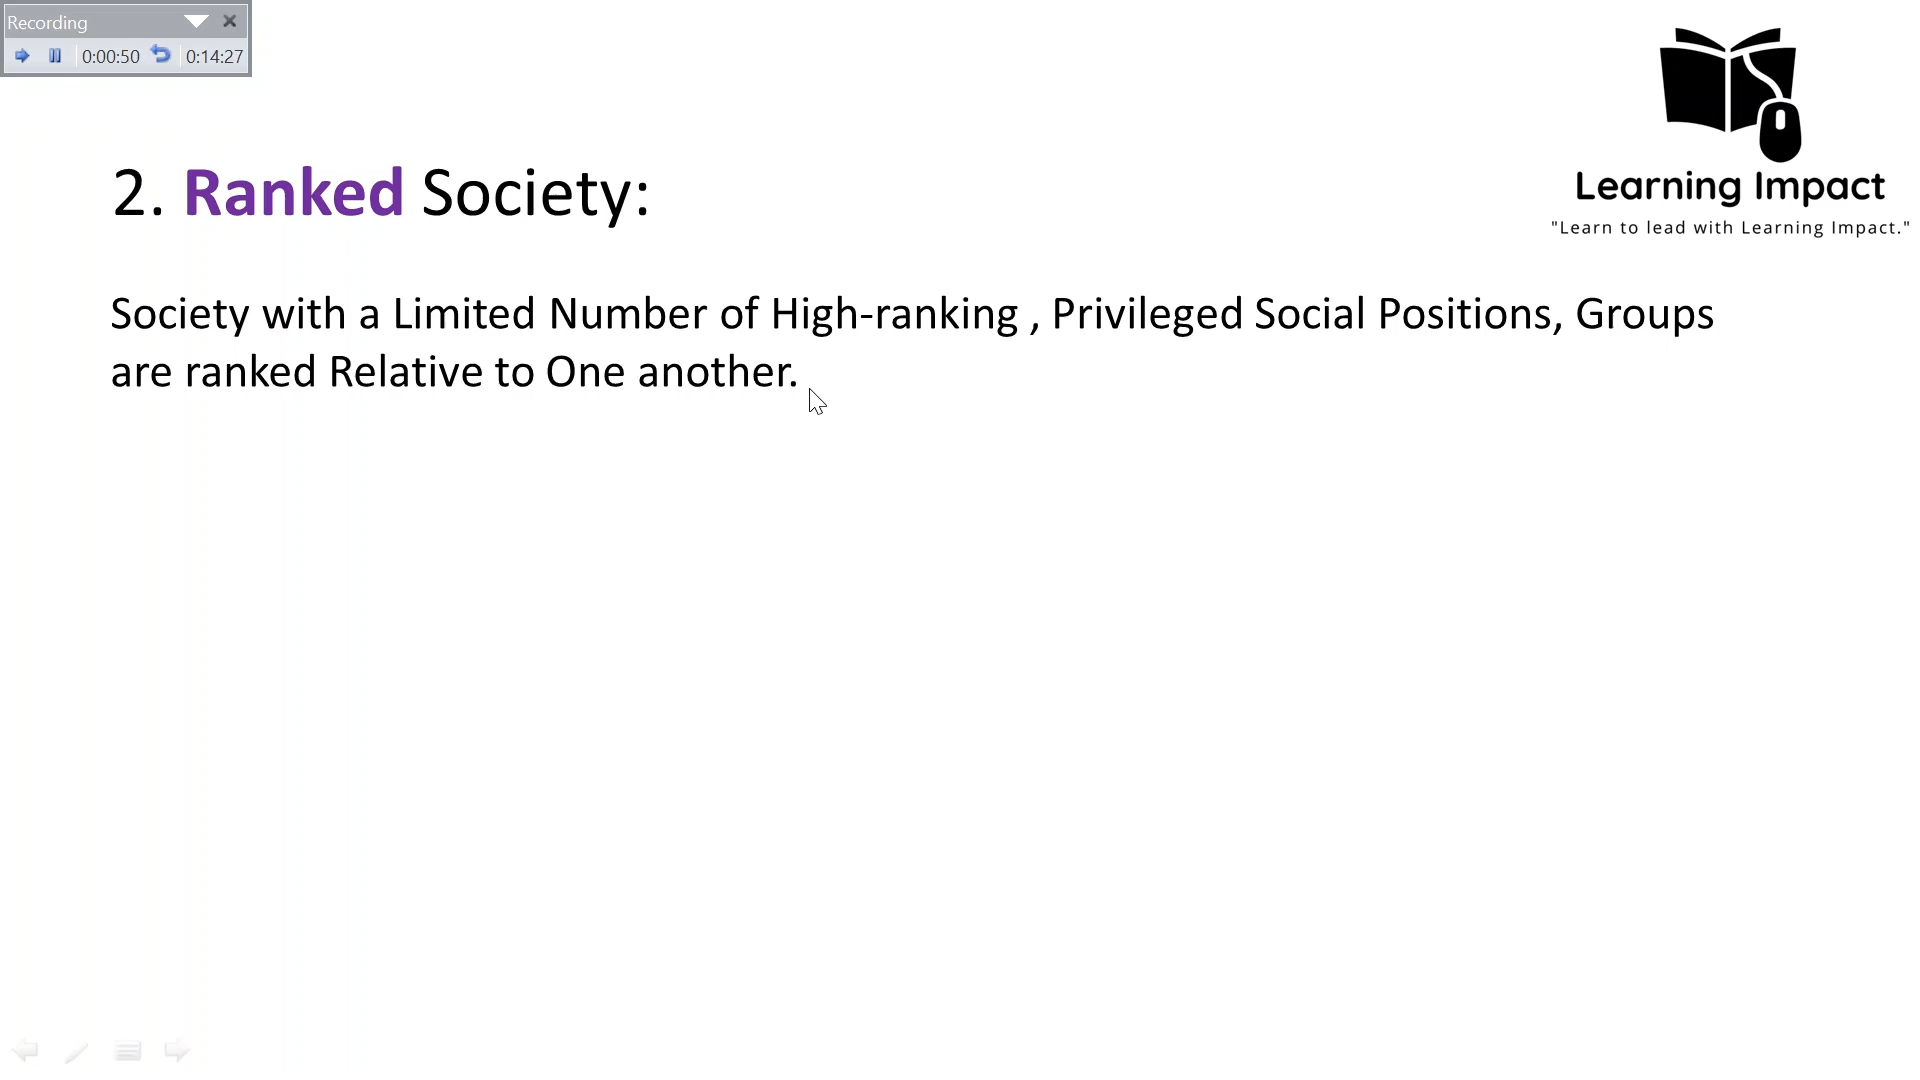 Recording
0:00:50 0:14:27
Learning Impact
"Learn to lead with Learning Impact."
2. Ranked Society:
Society with a Limited Number of High-ranking , Privileged Social Positions, Groups
are ranked Relative to One another.